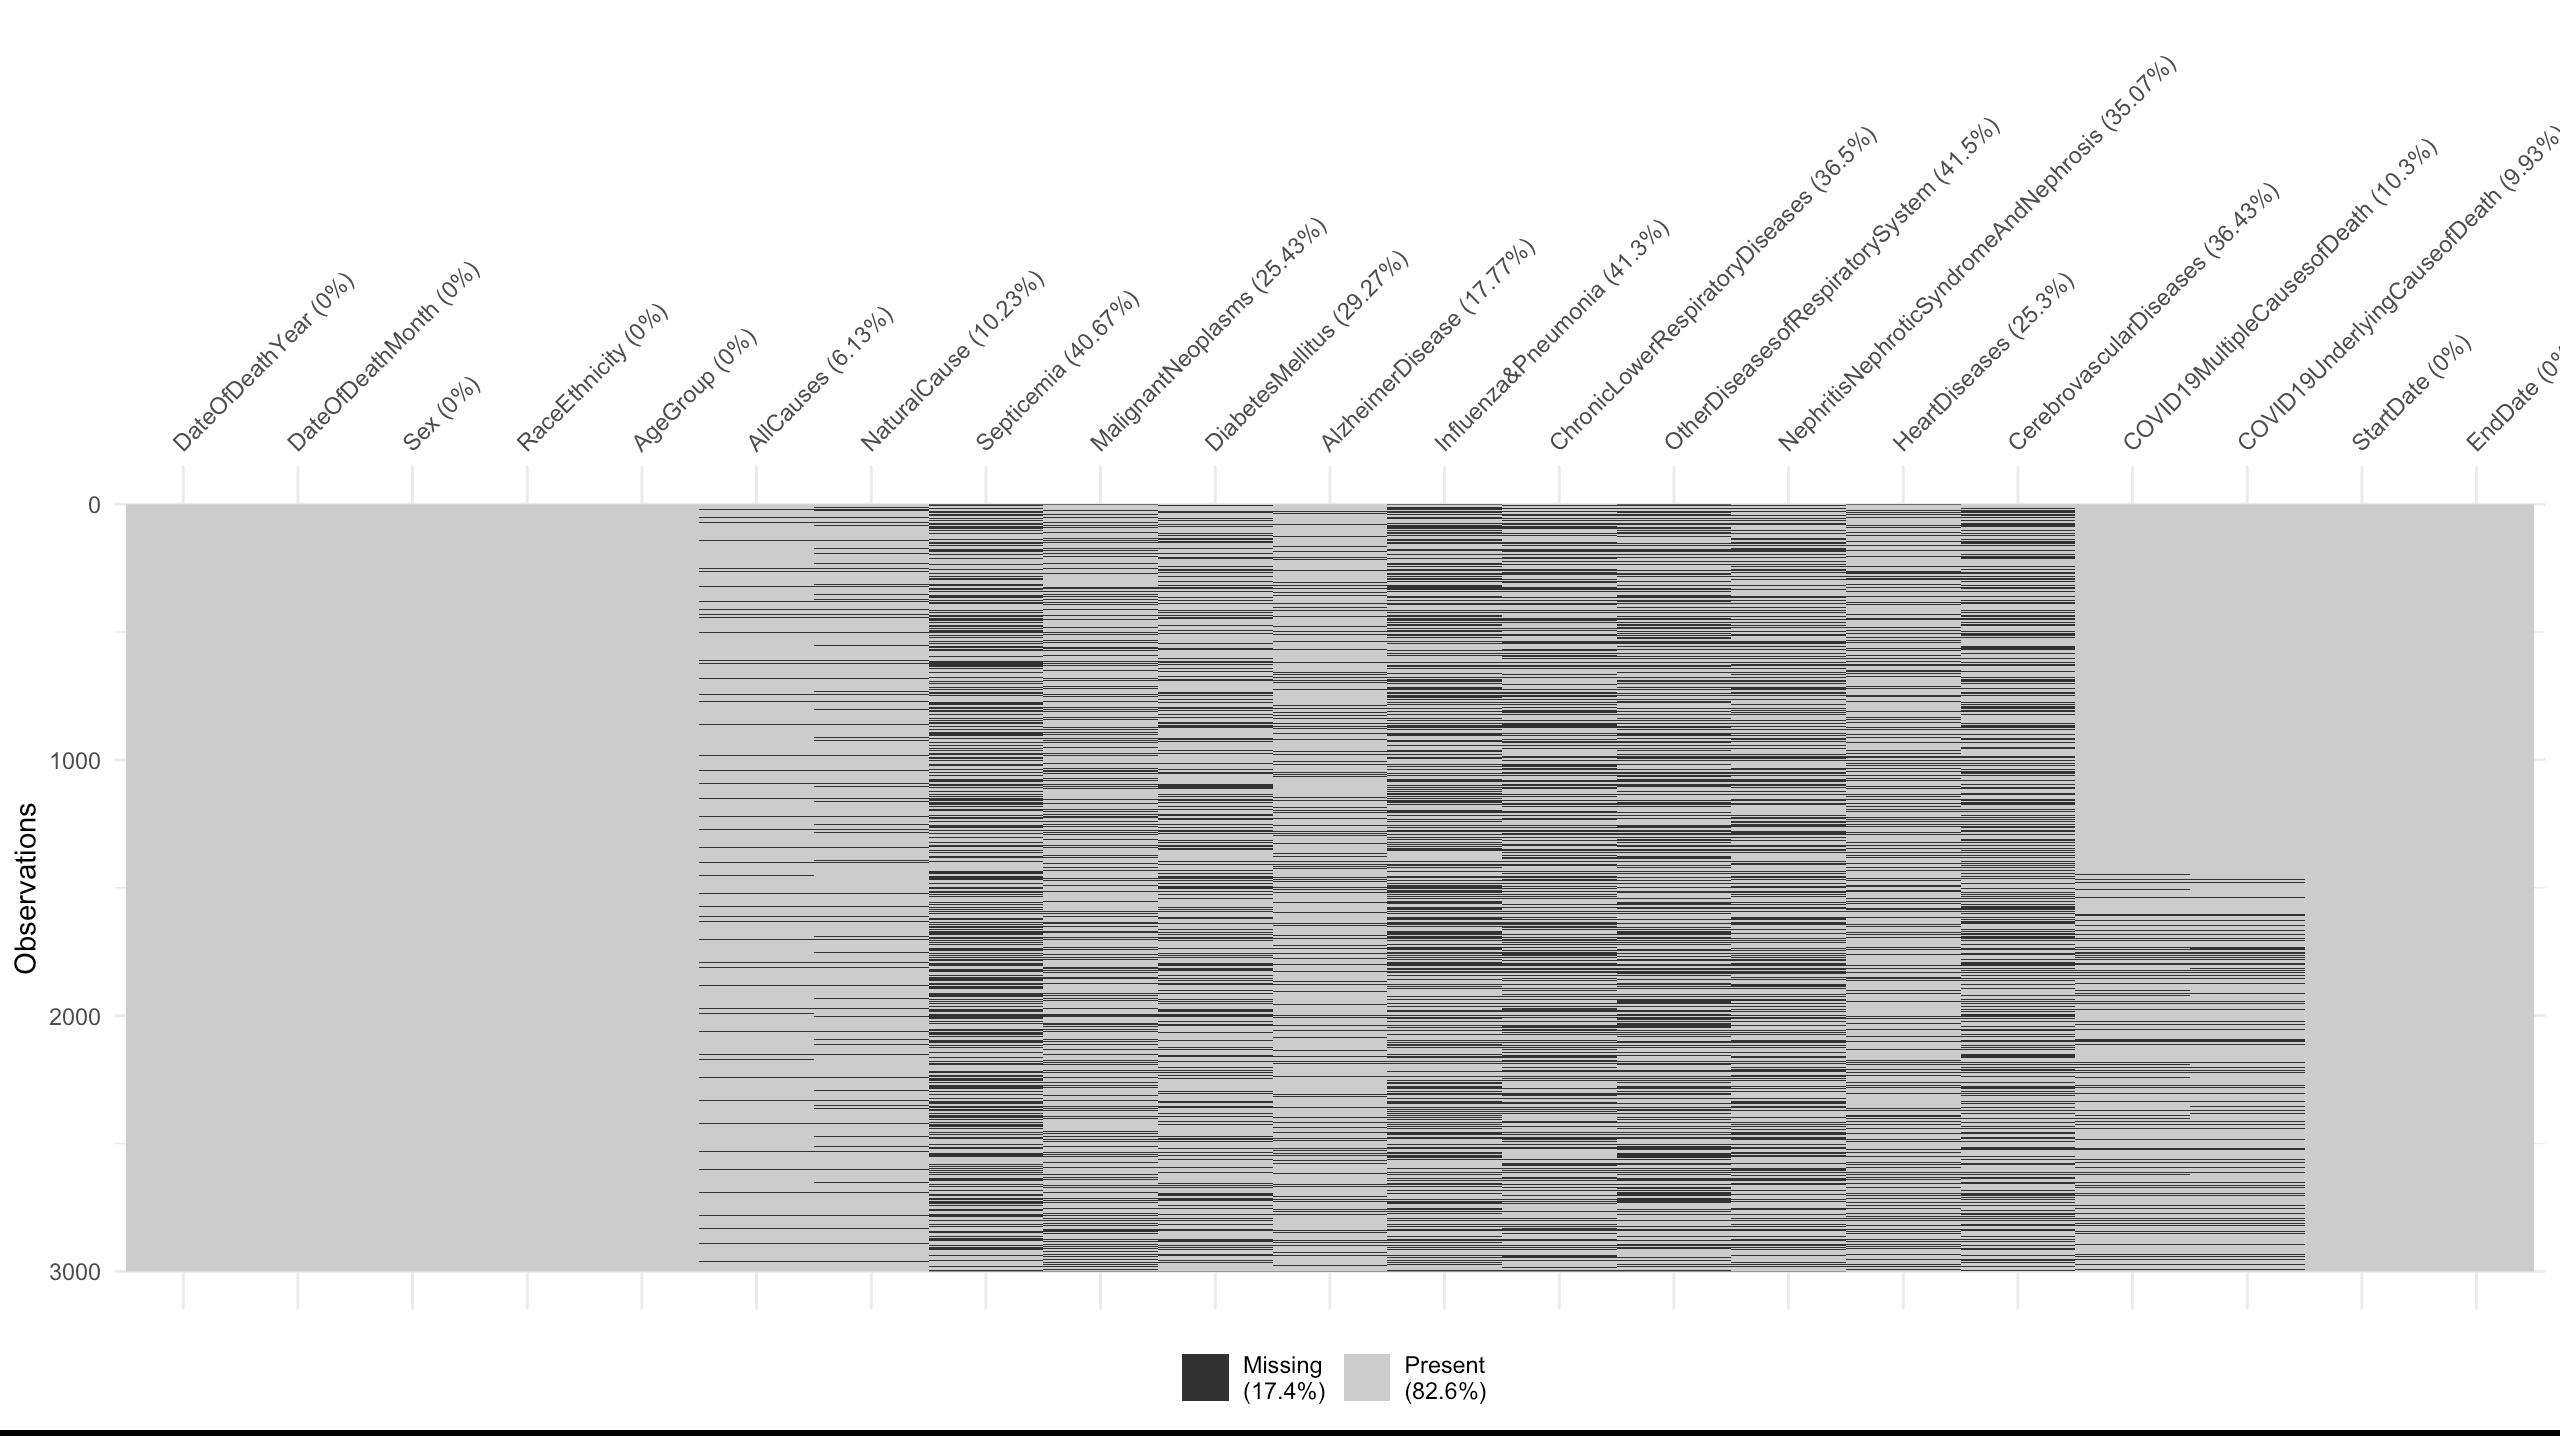 DateOfDeathYear (0%)
DateOfDeathMonth (0%)
Sex (0%)
RaceEthnicity (0%)
AgeGroup (0%)
AllCauses (6.13%)
NaturalCause (10.23%)
Septicemia (40.67%)
MalignantNeoplasms (25.43%)
DiabetesMellitus (29.27%)
AlzheimerDisease (17.77%)
Influenza&Pneumonia (41.3%)
ChronicLowerRespiratoryDiseases (36.5%)
OtherDiseasesofRespiratorySystem (41.5%)
NephritisNephroticSyndromeAndNephrosis (35.07%)
HeartDiseases (25.3%)
CerebrovascularDiseases (36.43%)
COVID19MultipleCausesofDeath (10.3%)
COVID19UnderlyingCauseofDeath (9.93%)
StartDate (0%)
EndDate (0%
0
1000
2000
3000
Observations
Missing
(17.4%)
Present
(82.6%)